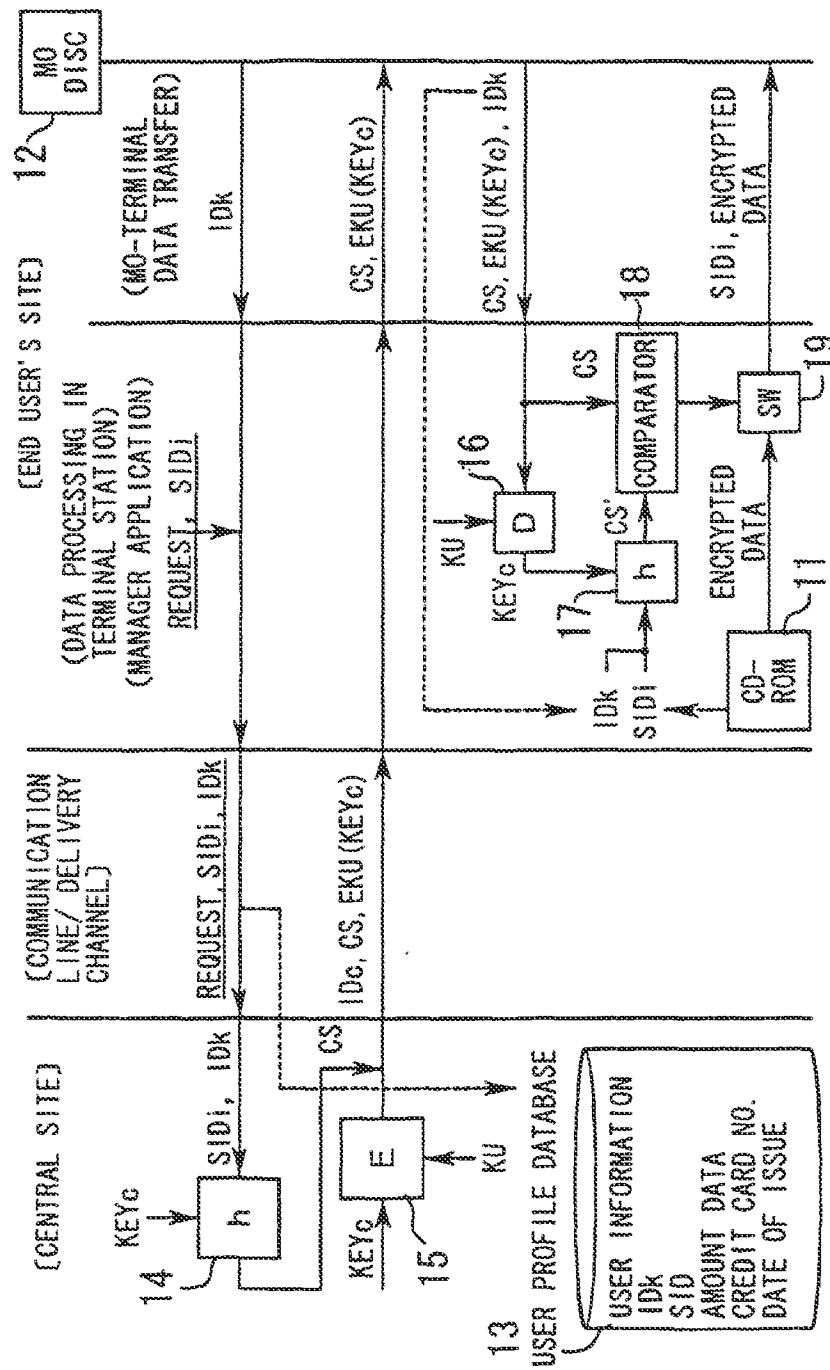 [CENTRAL SITE]
[COMMUNICATION
LINE/ DELIVERY
CHANNEL]
[END USER'S SITE]
(DATA PROCESSING IN
TERMINAL STATION)
(MANAGER APPLICATION)
(MO-TERMINAL
DATA TRANSFER)
12
MO
DISC
IDk
REQUEST, SIDi
REQUEST, SIDi, IDk
SIDi, IDk
KEYc
h
14
CS
KEYc
E
15
KU
IDc, CS, EKU(KEYc)
CS, EKU(KEYc)
CS, EKU(KEYc), IDk
KU
D
16
KEYc
CS
17
h
CS'
COMPARATOR
18
IDk
SIDi
CD-
ROM
11
ENCRYPTED
DATA
SW
19
SIDi, ENCRYPTED
DATA
13
USER PROFILE DATABASE
USER INFORMATION
IDk
SID
AMOUNT DATA
CREDIT CARD NO.
DATE OF ISSUE